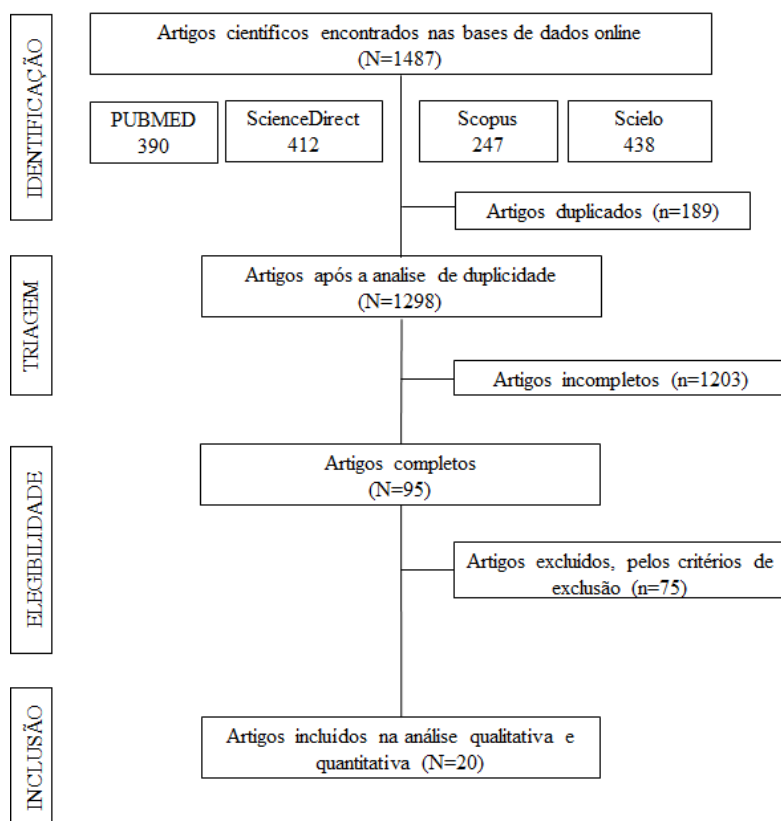 IDENTIFICAÇÃO
Artigos científicos encontrados nas bases de dados online
(N=1487)
PUBMED
390
ScienceDirect
412
Scopus
247
Scielo
438
Artigos duplicados (n=189)
TRIAGEM
Artigos após a analise de duplicidade
(N=1298)
Artigos incompletos (n=1203)
ELEGIBILIDADE
Artigos completos
(N=95)
Artigos excluídos, pelos critérios de
exclusão (n=75)
INCLUSÃO
Artigos incluídos na análise qualitativa e
quantitativa (N=20)